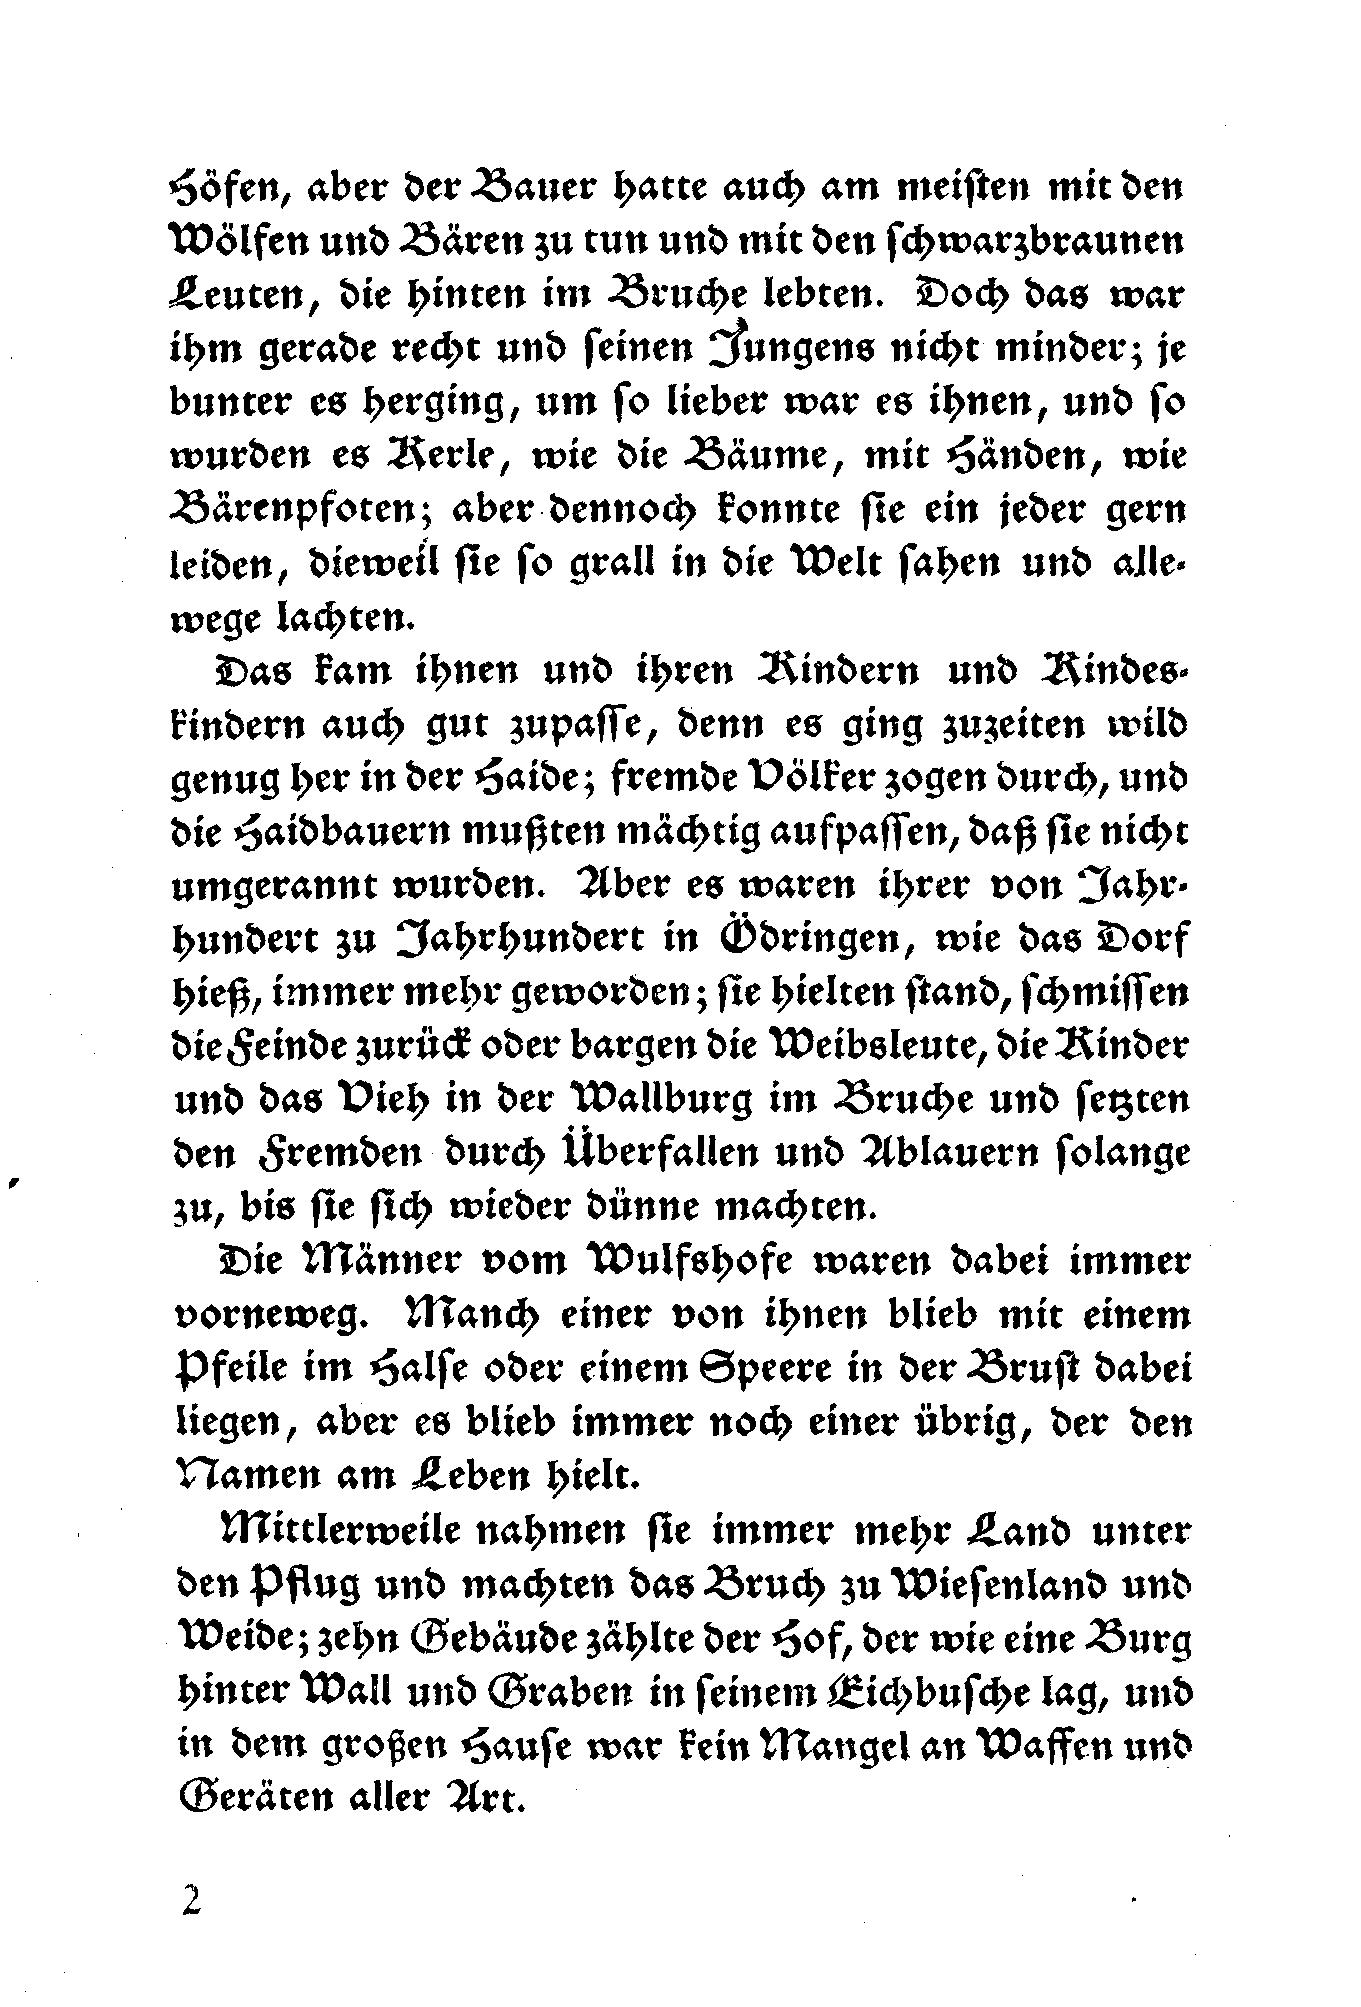 Höfen, aber der Bauer hatte auch am meisten mit den
Wölfen und Bären zu tun und mit den schwarzbraunen
Leuten, die hinten im Bruche lebten. Doch das war
ihm gerade recht und seinen Jungens nicht minder; je
bunter es herging, um so lieber war es ihnen, und so
wurden es Kerle, wie die Bäume, mit Händen, wie
Bärenpfoten; aber dennoch konnte sie ein jeder gern
leiden, dieweil sie so grall in die Welt sahen und alle-
wege lachten.
Das kam ihnen und ihren Kindern und Kindes-
kindern auch gut zupasse, denn es ging zuzeiten wild
genug her in der Haide; fremde Völker zogen durch, und
die Haidbauern mußten mächtig aufpassen, daß sie nicht
umgerannt wurden. Aber es waren ihrer von Jahr-
hundert zu Jahrhundert in Ödringen, wie das Dorf
hieß, immer mehr geworden; sie hielten stand, schmissen
die Feinde zurück oder bargen die Weibsleute, die Kinder
und das Vieh in der Wallburg im Bruche und setzten
den Fremden durch Überfallen und Ablauern solange
zu, bis sie sich wieder dünne machten.
Die Männer vom Wulfshofe waren dabei immer
vorneweg. Manch einer von ihnen blieb mit einem
Pfeile im Halse oder einem Speere in der Brust dabei
liegen, aber es blieb immer noch einer übrig, der den
Namen am Leben hielt.
Mittlerweile nahmen sie immer mehr Land unter
den Pflug und machten das Bruch zu Wiesenland und
Weide; zehn Gebäude zählte der Hof, der wie eine Burg
hinter Wall und Graben in seinem Eichbusche lag, und
in dem großen Hause war kein Mangel an Waffen und
Geräten aller Art.
2